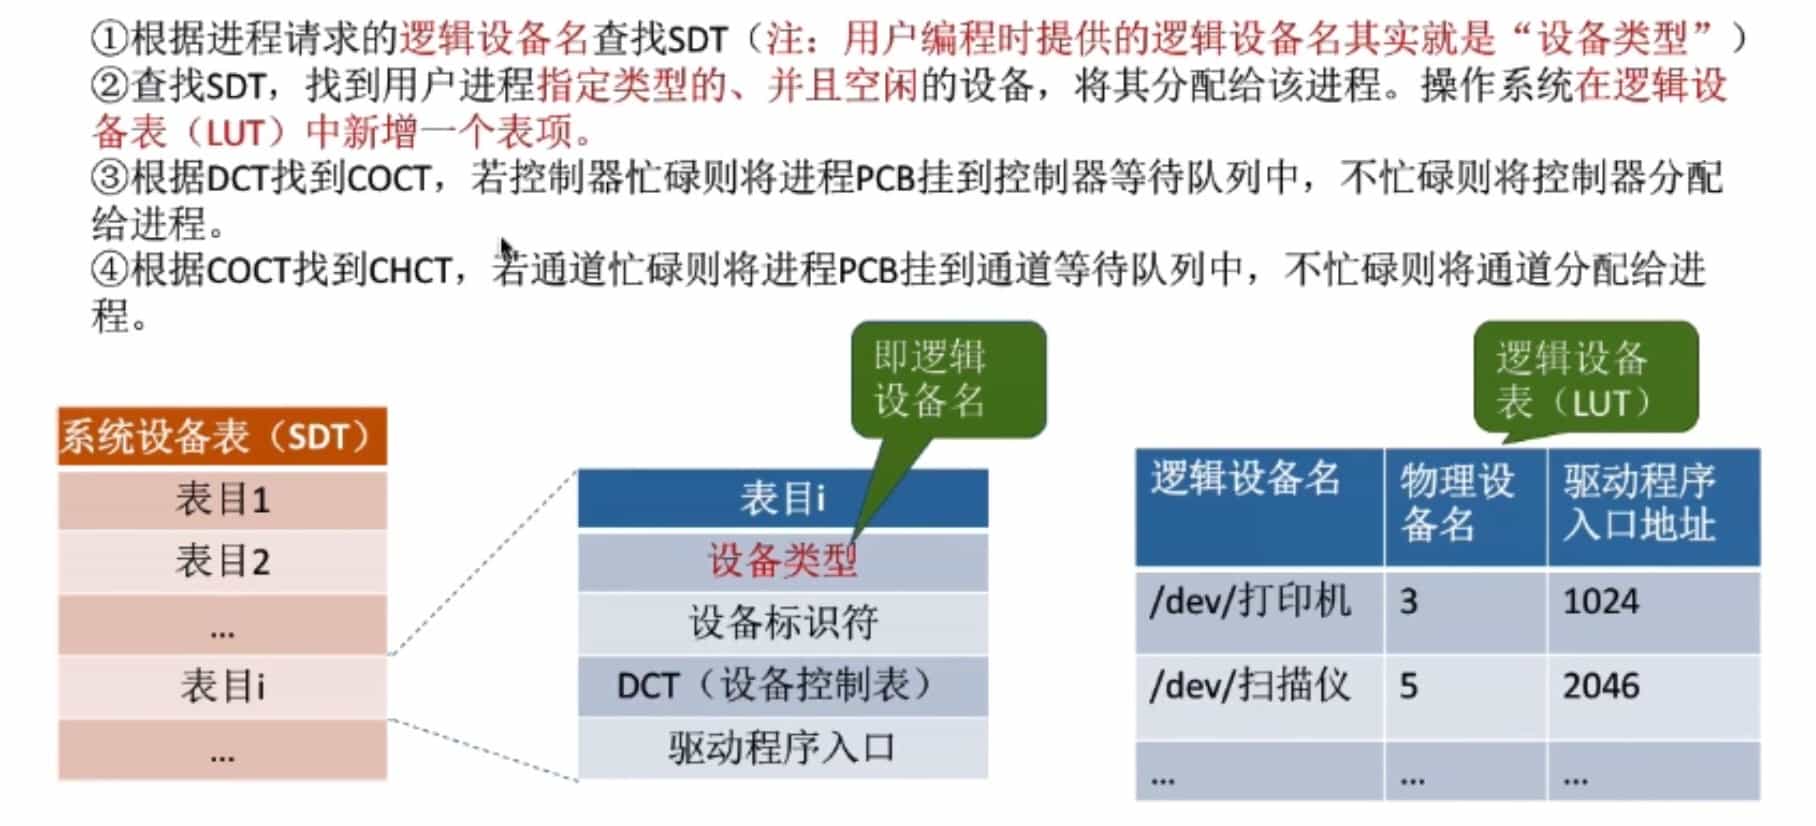 ①根据进程请求的逻辑设备名查找SDT（注：用户编程时提供的逻辑设备名其实就是“设备类型”）
②查找SDT，找到用户进程指定类型的、并且空闲的设备，将其分配给该进程。操作系统在逻辑设
备表（LUT）中新增一个表项。
③根据DCT找到COCT，若控制器忙碌则将进程PCB挂到控制器等待队列中，不忙碌则将控制器分配
给进程。
④根据COCT找到CHCT，若通道忙碌则将进程PCB挂到通道等待队列中，不忙碌则将通道分配给进
程。
系统设备表（SDT）
表目1
表目2
...
表目i
...
即逻辑
设备名
表目i
设备类型
设备标识符
DCT（设备控制表）
驱动程序入口
逻辑设备
表（LUT）
逻辑设备名 物理设 驱动程序
备名 入口地址
/dev/打印机 3 1024
/dev/扫描仪 5 2046
... ... ...